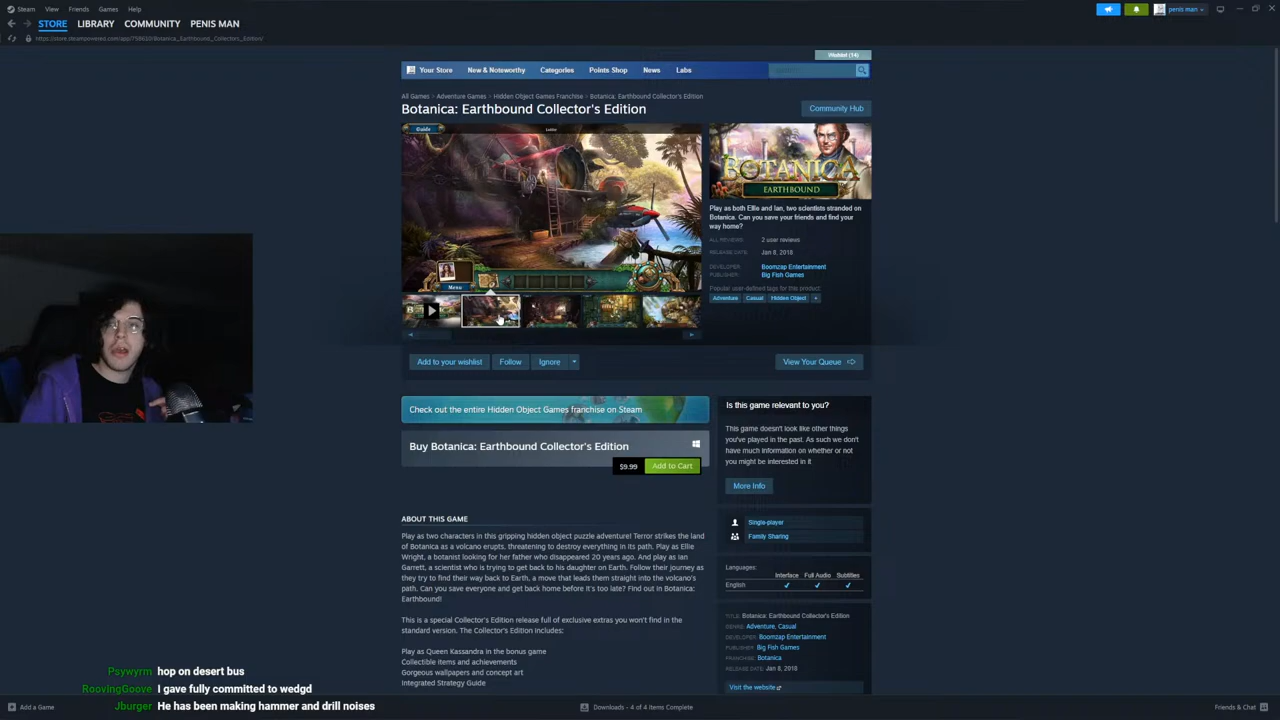 Steam View Friends Games Help
penis man
STORE LIBRARY COMMUNITY PENIS MAN
https://store.steampowered.com/app/798610/Botanica_Earthbound_Collectors_Edition/
Wishlist (14)
Your Store New & Noteworthy Categories Points Shop News Labs
All Games > Adventure Games > Hidden Object Games Franchise > Botanica: Earthbound Collector's Edition
Botanica: Earthbound Collector's Edition
Community Hub
Guide
BOTANICA
EARTHBOUND
Menu
Play as both Ellie and Ian, two scientists stranded on
Botanica. Can you save your friends and find your
way home?
ALL REVIEWS: 2 user reviews
RELEASE DATE: Jan 8, 2018
DEVELOPER: Boomzap Entertainment
PUBLISHER: Big Fish Games
Popular user-defined tags for this product:
Adventure Casual Hidden Object +
Add to your wishlist Follow Ignore
View Your Queue
Check out the entire Hidden Object Games franchise on Steam
Buy Botanica: Earthbound Collector's Edition
$9.99 Add to Cart
Is this game relevant to you?
This game doesn't look like other things
you've played in the past. As such we don't
have much information on whether or not
you might be interested in it
More Info
Single-player
Family Sharing
Languages:
Interface Full Audio Subtitles
English ✔ ✔ ✔
TITLE: Botanica: Earthbound Collector's Edition
GENRE: Adventure, Casual
DEVELOPER: Boomzap Entertainment
PUBLISHER: Big Fish Games
FRANCHISE: Botanica
RELEASE DATE: Jan 8, 2018
Visit the website
ABOUT THIS GAME
Play as two characters in this gripping hidden object puzzle adventure! Terror strikes the land
of Botanica as a volcano erupts, threatening to destroy everything in its path. Play as Ellie
Wright, a botanist looking for her father who disappeared 20 years ago. And play as Ian
Garrett, a scientist who is trying to get back to his daughter on Earth. Follow their journey as
they try to find their way back to Earth, a move that leads them straight into the volcano's
path. Can you save everyone and get back home before it's too late? Find out in Botanica:
Earthbound!
This is a special Collector's Edition release full of exclusive extras you won't find in the
standard version. The Collector's Edition includes:
Play as Queen Kassandra in the bonus game
Collectible items and achievements
Gorgeous wallpapers and concept art
Integrated Strategy Guide
Psywyrm hop on desert bus
RoovingGoove I gave fully committed to wedgd
Jburger He has been making hammer and drill noises
Add a Game
Downloads - 4 of 4 Items Complete
Friends & Chat